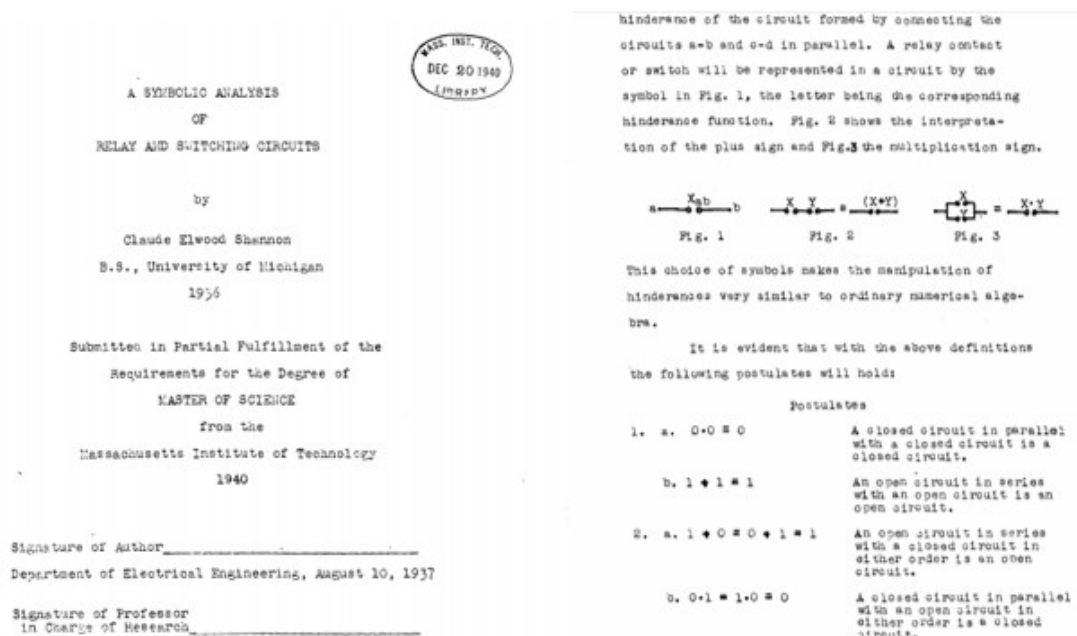 MASS. INST. TECH.
DEC 20 1940
LIBRARY
A SYMBOLIC ANALYSIS
OF
RELAY AND SWITCHING CIRCUITS
by
Claude Elwood Shannon
B.S., University of Michigan
1936
Submitted in Partial Fulfillment of the
Requirements for the Degree of
MASTER OF SCIENCE
from the
Massachusetts Institute of Technology
1940
Signature of Author
Department of Electrical Engineering, August 10, 1937
Signature of Professor
in Charge of Research
hinderance of the circuit formed by connecting the
circuits a-b and c-d in parallel. A relay contact
or switch will be represented in a circuit by the
symbol in Fig. 1, the letter being the corresponding
hinderance function. Fig. 2 shows the interpreta-
tion of the plus sign and Fig.3 the multiplication sign.
a Xab b X Y = (X+Y) X Y = X·Y
Fig. 1 Fig. 2 Fig. 3
This choice of symbols makes the manipulation of
hinderances very similar to ordinary numerical alge-
bra.
It is evident that with the above definitions
the following postulates will hold:
Postulates
1. a. 0·0 = 0 A closed circuit in parallel
with a closed circuit is a
closed circuit.
b. 1 + 1 = 1 An open circuit in series
with an open circuit is an
open circuit.
2. a. 1 + 0 = 0 + 1 = 1 An open circuit in series
with a closed circuit in
either order is an open
circuit.
b. 0·1 = 1·0 = 0 A closed circuit in parallel
with an open circuit in
either order is a closed
circuit.